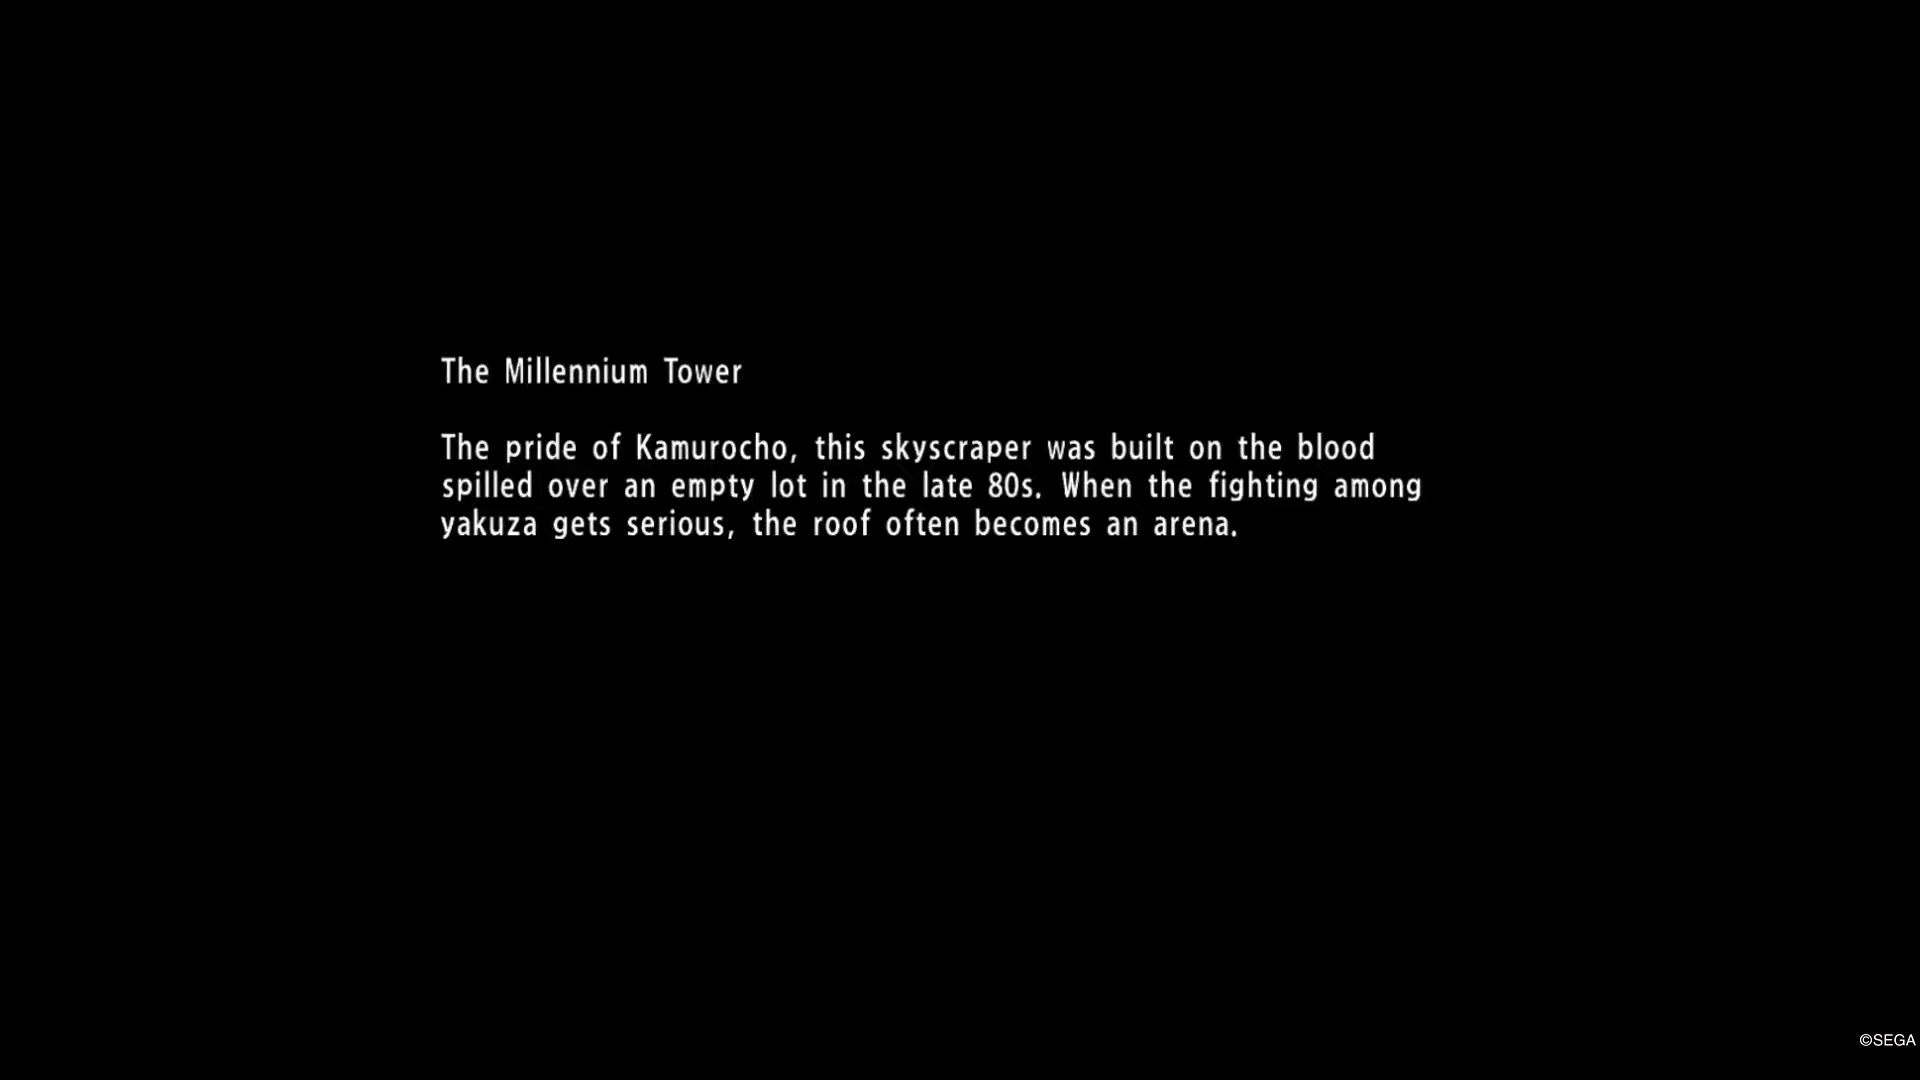 The Millennium Tower
The pride of Kamurocho, this skyscraper was built on the blood
spilled over an empty lot in the late 80s. When the fighting among
yakuza gets serious, the roof often becomes an arena.
©SEGA